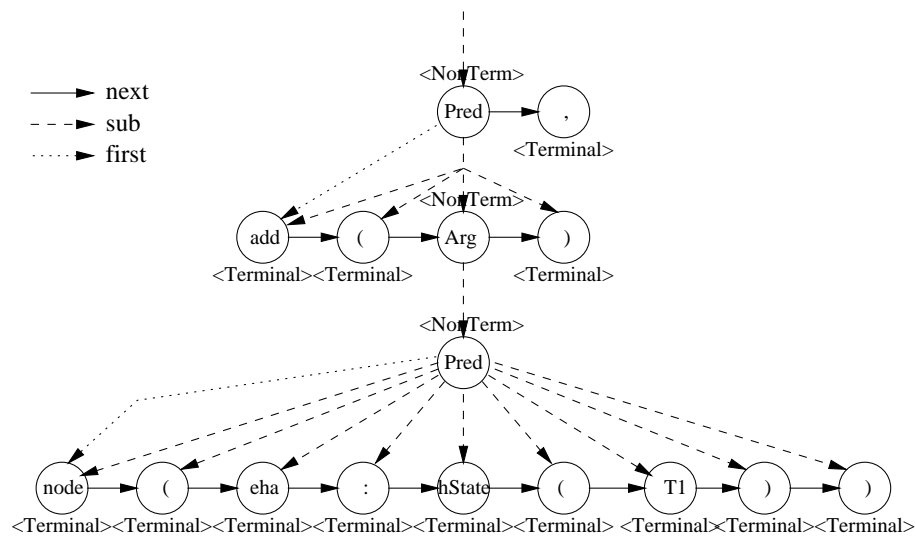 <NonTerm>
next
sub
first
Pred
,
<Terminal>
<NonTerm>
add
(
Arg
)
<Terminal>
<Terminal>
<Terminal>
<NonTerm>
Pred
node
(
eha
:
hState
(
T1
)
)
<Terminal>
<Terminal>
<Terminal>
<Terminal>
<Terminal>
<Terminal>
<Terminal>
<Terminal>
<Terminal>